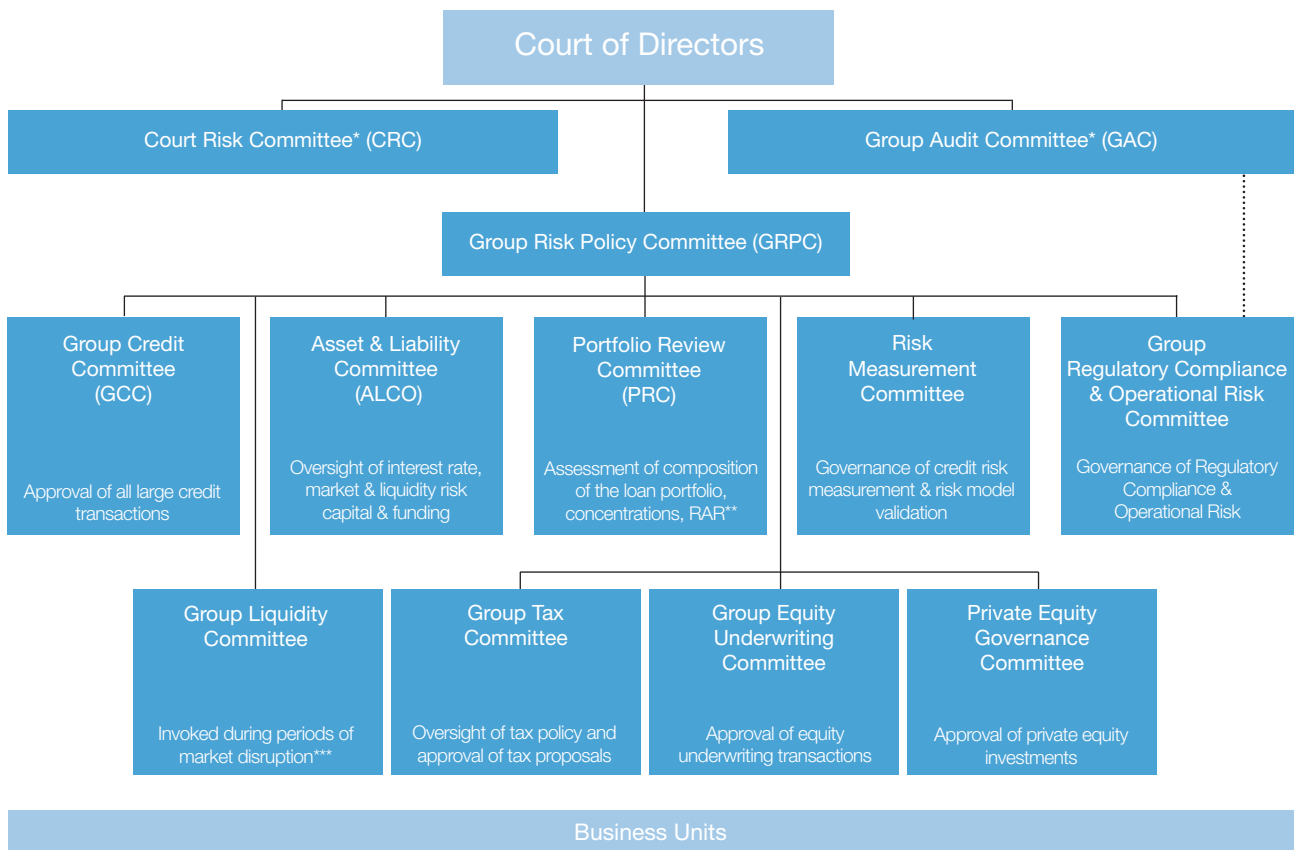 Court of Directors
Court Risk Committee* (CRC)
Group Audit Committee* (GAC)
Group Risk Policy Committee (GRPC)
Group Credit
Committee
(GCC)
Approval of all large credit
transactions
Asset & Liability
Committee
(ALCO)
Oversight of interest rate,
market & liquidity risk
capital & funding
Portfolio Review
Committee
(PRC)
Assessment of composition
of the loan portfolio,
concentrations, RAR**
Risk
Measurement
Committee
Governance of credit risk
measurement & risk model
validation
Group
Regulatory Compliance
& Operational Risk
Committee
Governance of Regulatory
Compliance &
Operational Risk
Group Liquidity
Committee
Invoked during periods of
market disruption***
Group Tax
Committee
Oversight of tax policy and
approval of tax proposals
Group Equity
Underwriting
Committee
Approval of equity
underwriting transactions
Private Equity
Governance
Committee
Approval of private equity
investments
Business Units